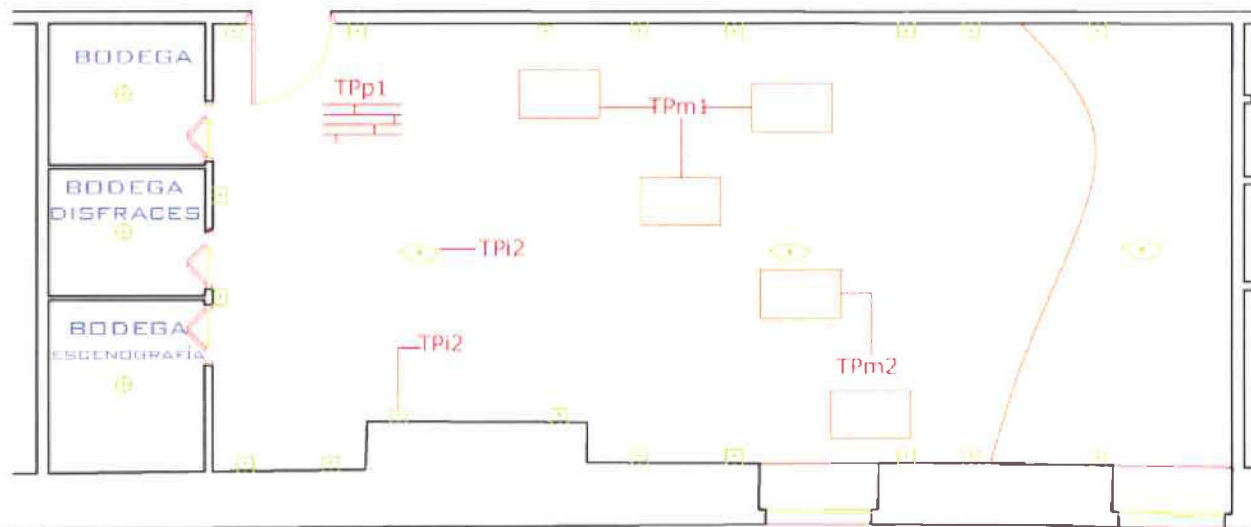 BODEGA
TPp1
TPm1
BODEGA
DISFRACES
TPi2
BODEGA
ESCENOGRAFÍA
TPi2
TPm2